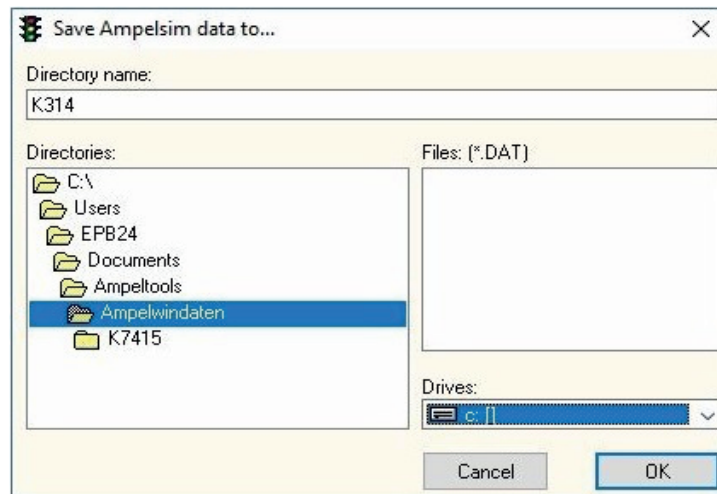 Save Ampelsim data to...
Directory name:
K314
Directories:
C:\
Users
EPB24
Documents
Ampeltools
Ampelwindaten
K7415
Files: (*.DAT)
Drives:
c: []
Cancel
OK